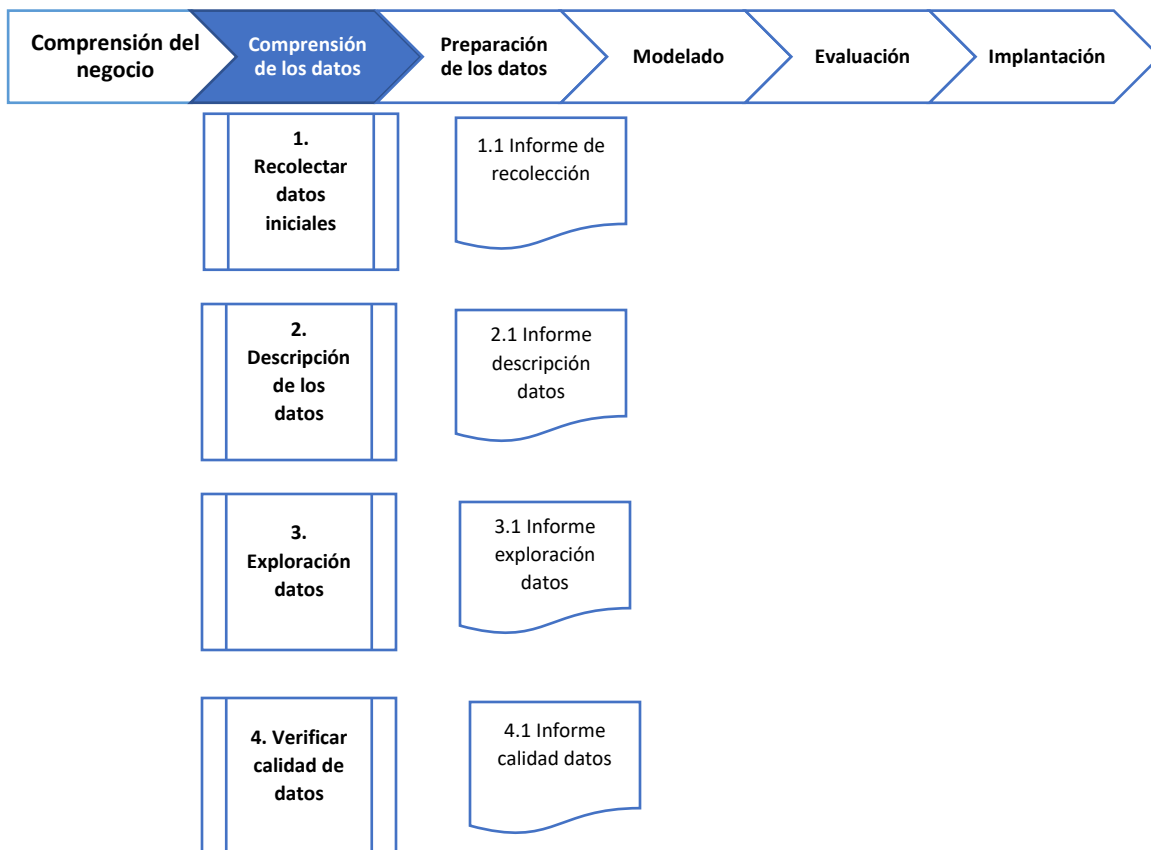 Comprensión del
negocio
Comprensión
de los datos
Preparación
de los datos
Modelado
Evaluación
Implantación
1.
Recolectar
datos
iniciales
1.1 Informe de
recolección
2.
Descripción
de los
datos
2.1 Informe
descripción
datos
3.
Exploración
datos
3.1 Informe
exploración
datos
4. Verificar
calidad de
datos
4.1 Informe
calidad datos